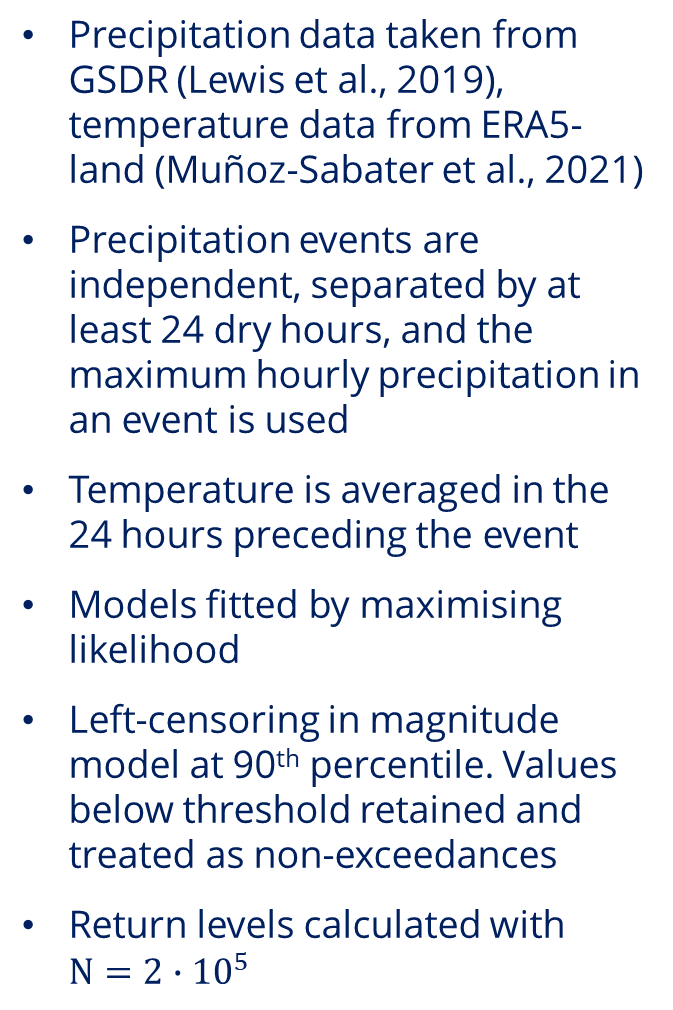 • Precipitation data taken from
GSDR (Lewis et al., 2019),
temperature data from ERA5-
land (Muñoz-Sabater et al., 2021)
• Precipitation events are
independent, separated by at
least 24 dry hours, and the
maximum hourly precipitation in
an event is used
• Temperature is averaged in the
24 hours preceding the event
• Models fitted by maximising
likelihood
• Left-censoring in magnitude
model at 90th percentile. Values
below threshold retained and
treated as non-exceedances
• Return levels calculated with
N = 2 · 10⁵